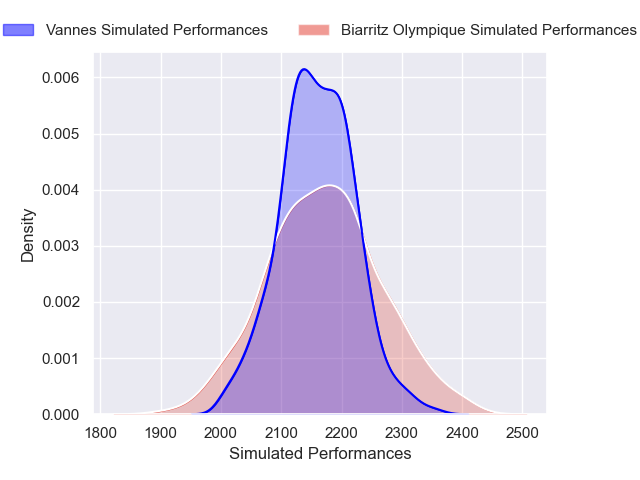 Vannes Simulated Performances
Biarritz Olympique Simulated Performances
0.006
0.005
0.004
0.003
0.002
0.001
0.000
Density
1800 1900 2000 2100 2200 2300 2400 2500
Simulated Performances